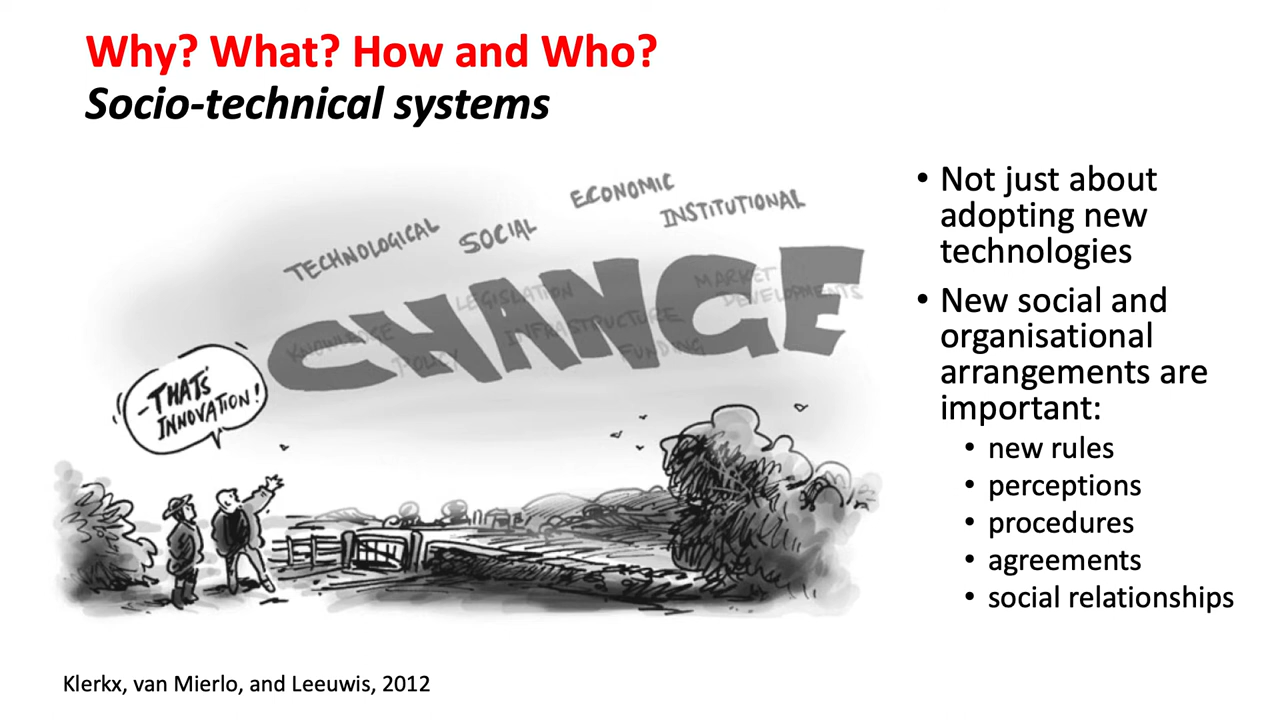 Why? What? How and Who?
Socio-technical systems
TECHNOLOGICAL
SOCIAL
ECONOMIC
INSTITUTIONAL
CHANGE
KNOWLEDGE
POLICY
LEGISLATION
INFRASTRUCTURE
FUNDING
MARKET
DEVELOPMENTS
-THAT'S
INNOVATION!
• Not just about
adopting new
technologies
• New social and
organisational
arrangements are
important:
• new rules
• perceptions
• procedures
• agreements
• social relationships
Klerkx, van Mierlo, and Leeuwis, 2012